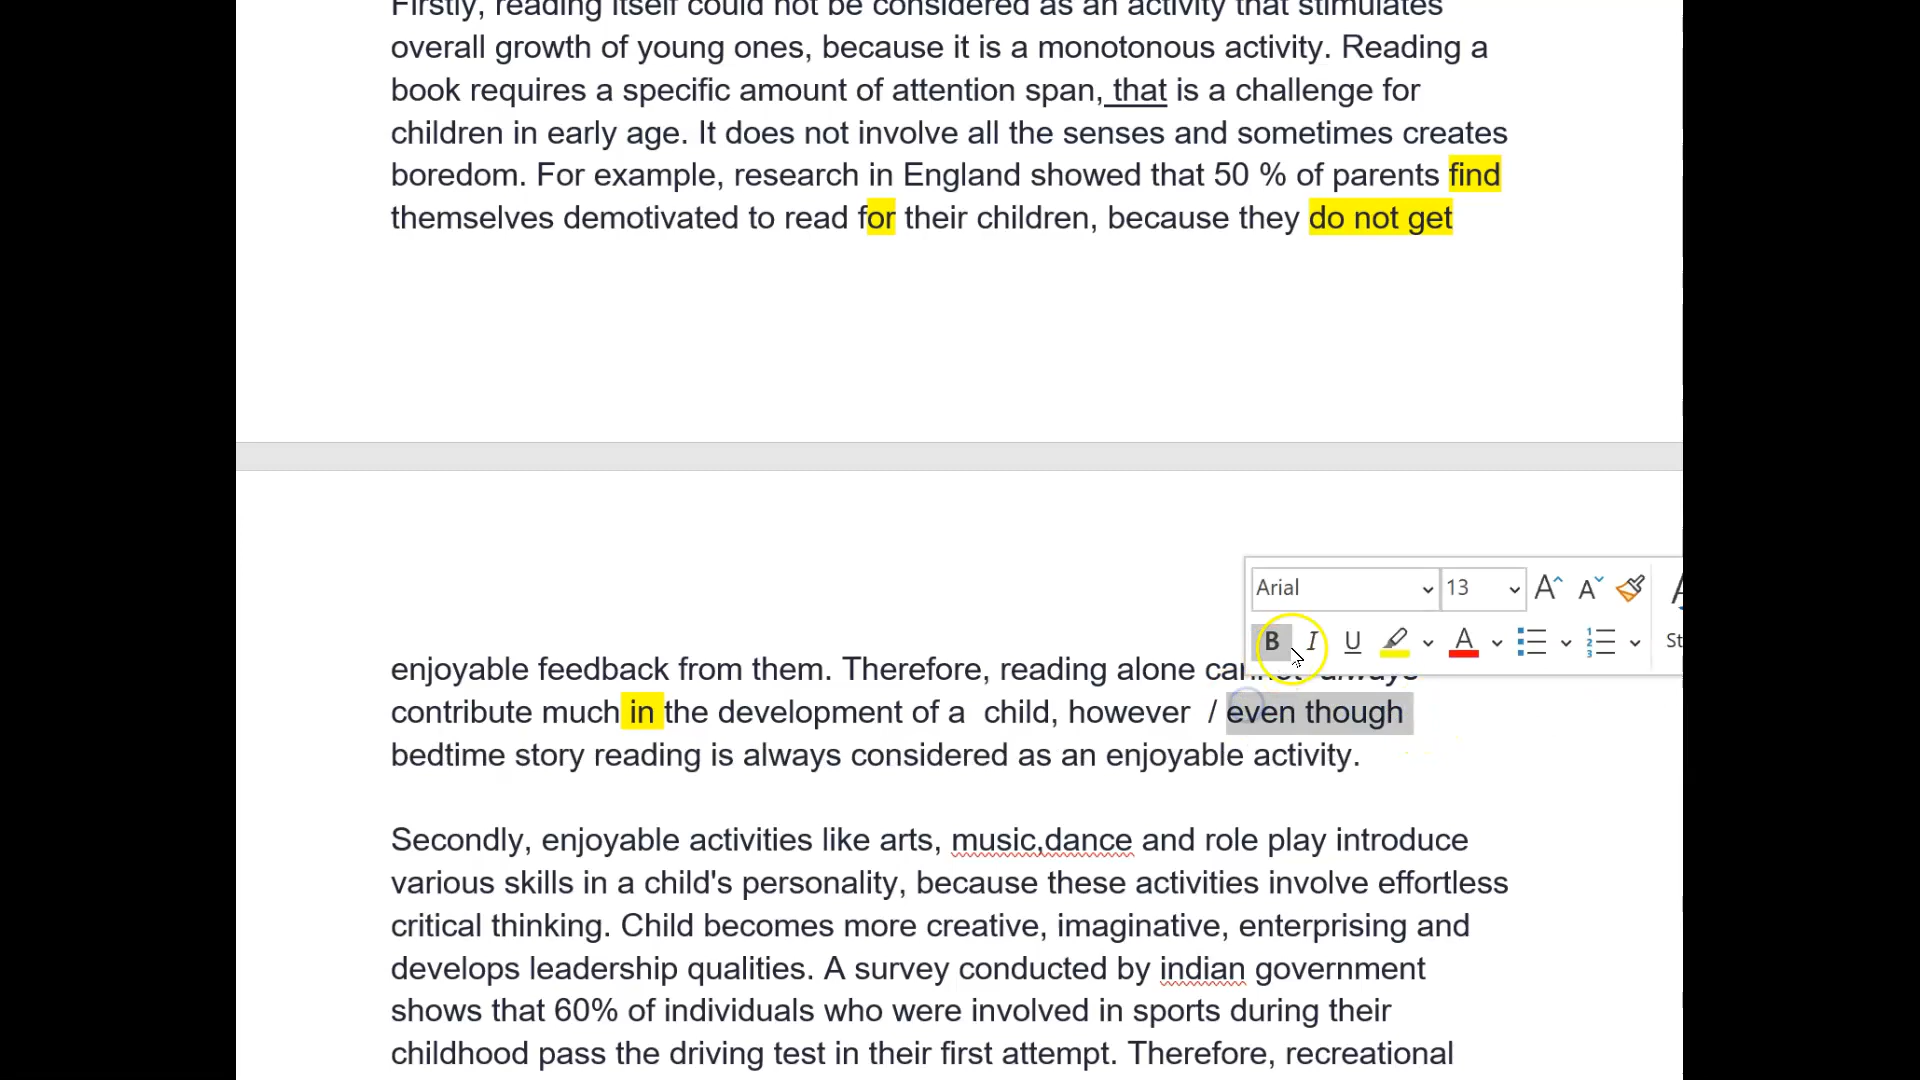 Firstly, reading itself could not be considered as an activity that stimulates
overall growth of young ones, because it is a monotonous activity. Reading a
book requires a specific amount of attention span, that is a challenge for
children in early age. It does not involve all the senses and sometimes creates
boredom. For example, research in England showed that 50 % of parents find
themselves demotivated to read for their children, because they do not get
Arial 13
B I U A St
enjoyable feedback from them. Therefore, reading alone cannot always
contribute much in the development of a child, however / even though
bedtime story reading is always considered as an enjoyable activity.
Secondly, enjoyable activities like arts, music,dance and role play introduce
various skills in a child's personality, because these activities involve effortless
critical thinking. Child becomes more creative, imaginative, enterprising and
develops leadership qualities. A survey conducted by indian government
shows that 60% of individuals who were involved in sports during their
childhood pass the driving test in their first attempt. Therefore, recreational